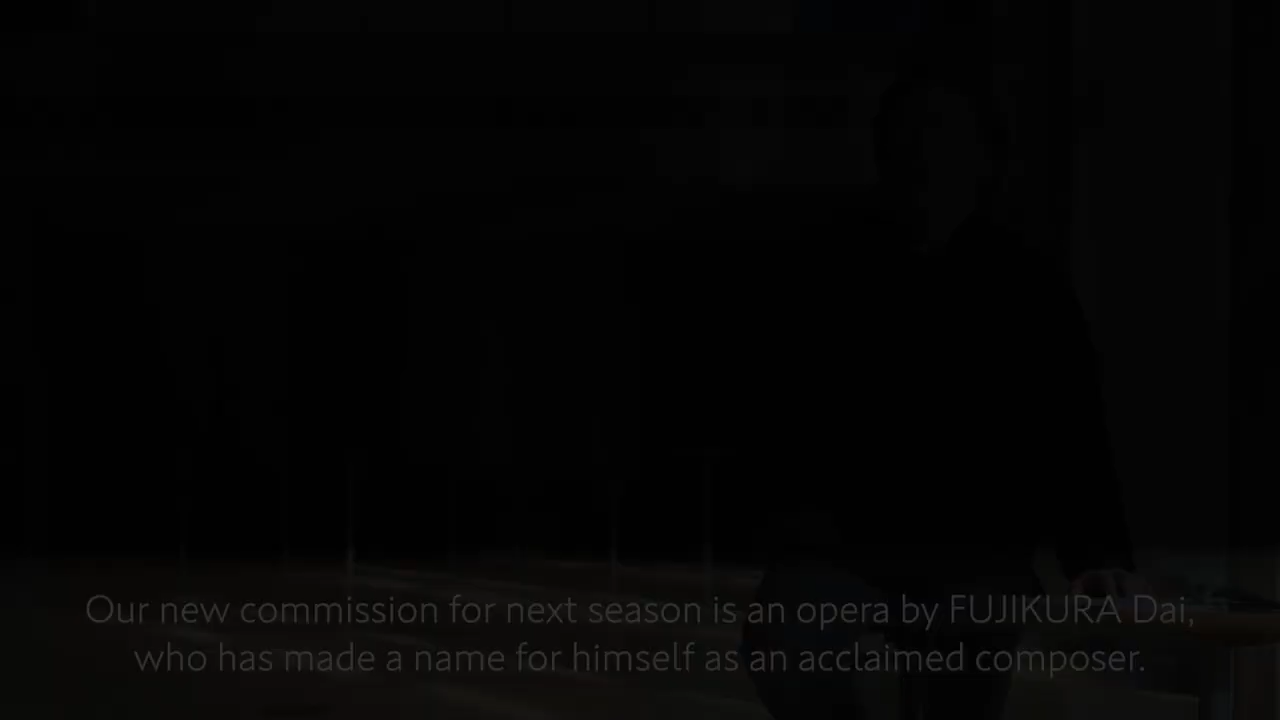 Our new commission for next season is an opera by FUJIKURA Dai,
who has made a name for himself as an acclaimed composer.